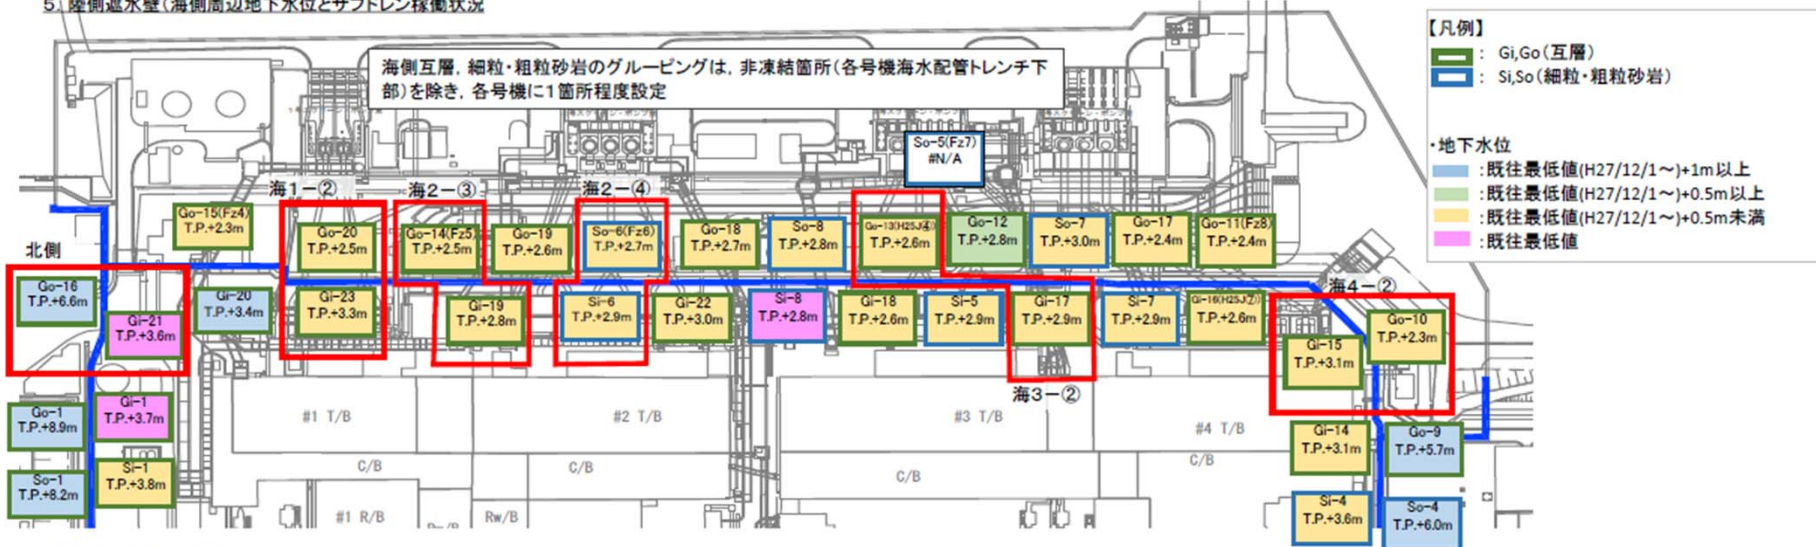 5. 陸側遮水壁(海側周辺地下水位とサブドレン稼働状況
【凡例】
: Gi,Go(互層)
: Si,So(細粒・粗粒砂岩)
・地下水位
:既往最低値(H27/12/1~)+1m以上
:既往最低値(H27/12/1~)+0.5m以上
:既往最低値(H27/12/1~)+0.5m未満
:既往最低値
海側互層,細粒・粗粒砂岩のグルーピングは,非凍結箇所(各号機海水配管トレンチ下
部)を除き,各号機に1箇所程度設定
So-5(Fz7)
#N/A
海1-②
海2-③
海2-④
Go-15(Fz4)
T.P.+2.3m
Go-20
T.P.+2.5m
Go-14(Fz5)
T.P.+2.5m
Go-19
T.P.+2.6m
So-6(Fz6)
T.P.+2.7m
Go-18
T.P.+2.7m
So-8
T.P.+2.8m
Go-13(H25J④)
T.P.+2.6m
Go-12
T.P.+2.8m
So-7
T.P.+3.0m
Go-17
T.P.+2.4m
Go-11(Fz8)
T.P.+2.4m
北側
海4-②
Go-16
T.P.+6.6m
Gi-21
T.P.+3.6m
Gi-20
T.P.+3.4m
Gi-23
T.P.+3.3m
Gi-19
T.P.+2.8m
Si-6
T.P.+2.9m
Gi-22
T.P.+3.0m
Si-8
T.P.+2.8m
Gi-18
T.P.+2.6m
Si-5
T.P.+2.9m
Gi-17
T.P.+2.9m
Si-7
T.P.+2.9m
Gi-16(H25J⑦)
T.P.+2.6m
Gi-15
T.P.+3.1m
Go-10
T.P.+2.3m
海3-②
Go-1
T.P.+8.9m
Gi-1
T.P.+3.7m
#1 T/B
#2 T/B
#3 T/B
#4 T/B
Gi-14
T.P.+3.1m
Go-9
T.P.+5.7m
So-1
T.P.+8.2m
Si-1
T.P.+3.8m
C/B
C/B
C/B
C/B
#1 R/B
Rw/B
Si-4
T.P.+3.6m
So-4
T.P.+6.0m